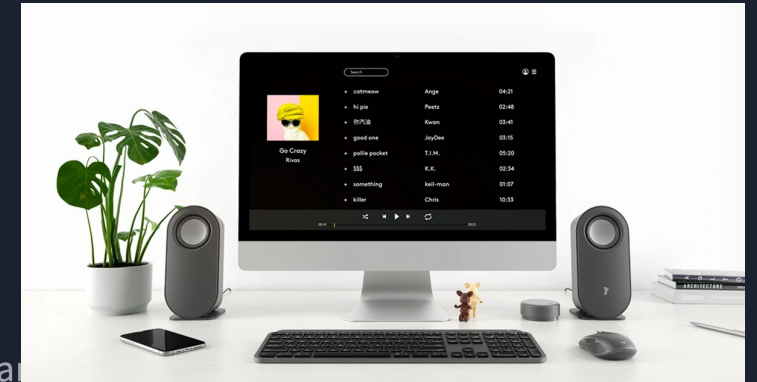 Search
+ catmeow Ange 04:21
+ hi pie Peetz 02:48
+ 你汽油 Kwan 03:41
+ good one JayDee 03:15
+ pollie pocket T.I.M. 05:20
+ $$$ K.K. 02:34
+ something keil-man 01:07
+ killer Chris 10:33
Go Crazy
Rivas
ARCHITECTURE